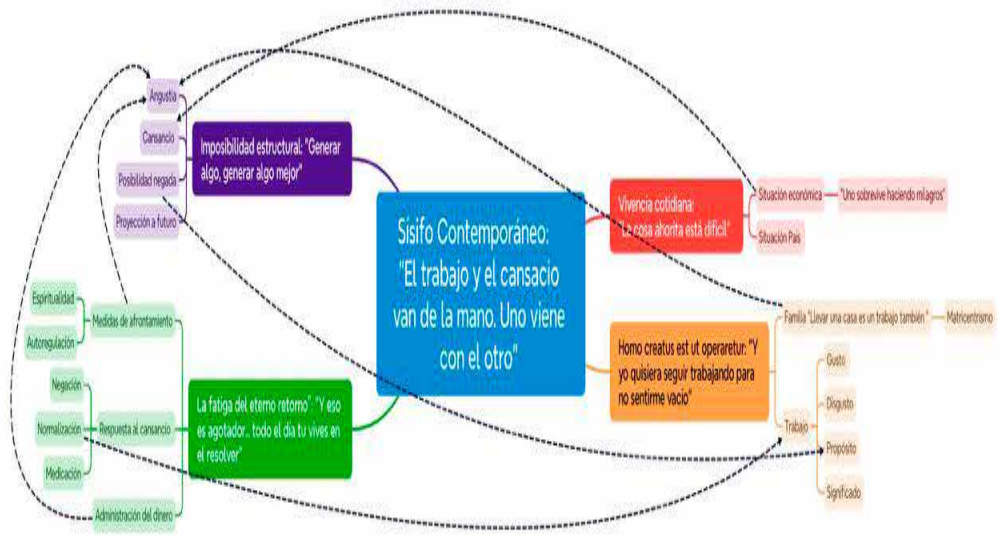 Angustia
Cansancio
Posibilidad negada
Proyección a futuro
Imposibilidad estructural: "Generar
algo, generar algo mejor"
Sísifo Contemporáneo:
"El trabajo y el cansacio
van de la mano. Uno viene
con el otro"
Vivencia cotidiana:
"La cosa ahorita está difícil"
Situación económica
"Uno sobrevive haciendo milagros"
Situación País
Espiritualidad
Autoregulación
Medidas de afrontamiento
Negación
Normalización
Medicación
Respuesta al cansancio
Administración del dinero
La fatiga del eterno retorno": "Y eso
es agotador... todo el día tu vives en
el resolver"
Homo creatus est ut operaretur: "Y
yo quisiera seguir trabajando para
no sentirme vacío"
Familia "Llevar una casa es un trabajo también "
Matricentrismo
Trabajo
Gusto
Disgusto
Propósito
Significado